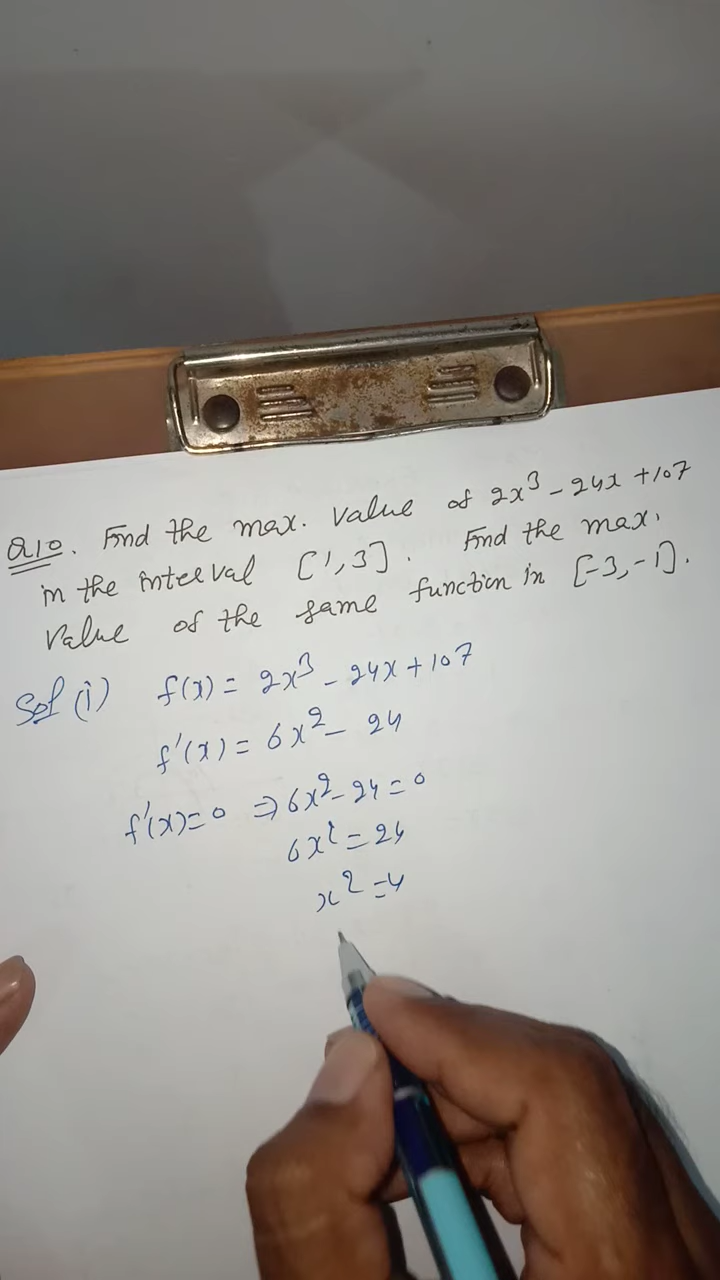 Q10. Find the max. value of 2x³ - 24x + 107
in the interval [1,3]. Find the max.
Value of the same function in [-3,-1].
Sol (i) f(x) = 2x³ - 24x + 107
f'(x) = 6x² - 24
f'(x) = 0 ⇒ 6x² - 24 = 0
6x² = 24
x² = 4